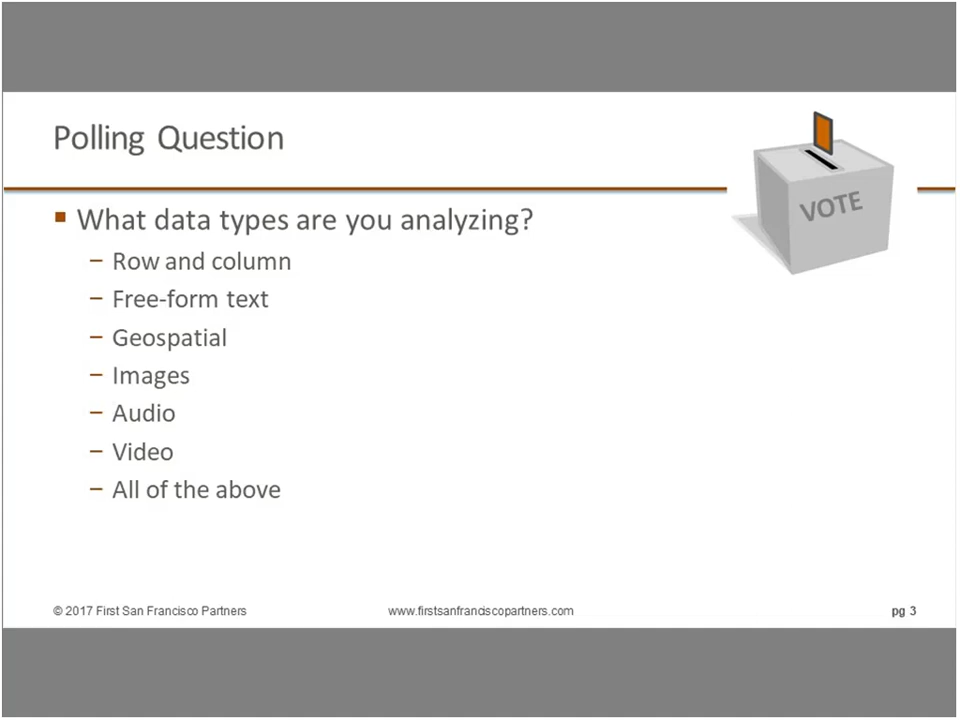 Polling Question
VOTE
▪ What data types are you analyzing?
– Row and column
– Free-form text
– Geospatial
– Images
– Audio
– Video
– All of the above
© 2017 First San Francisco Partners
www.firstsanfranciscopartners.com
pg 3